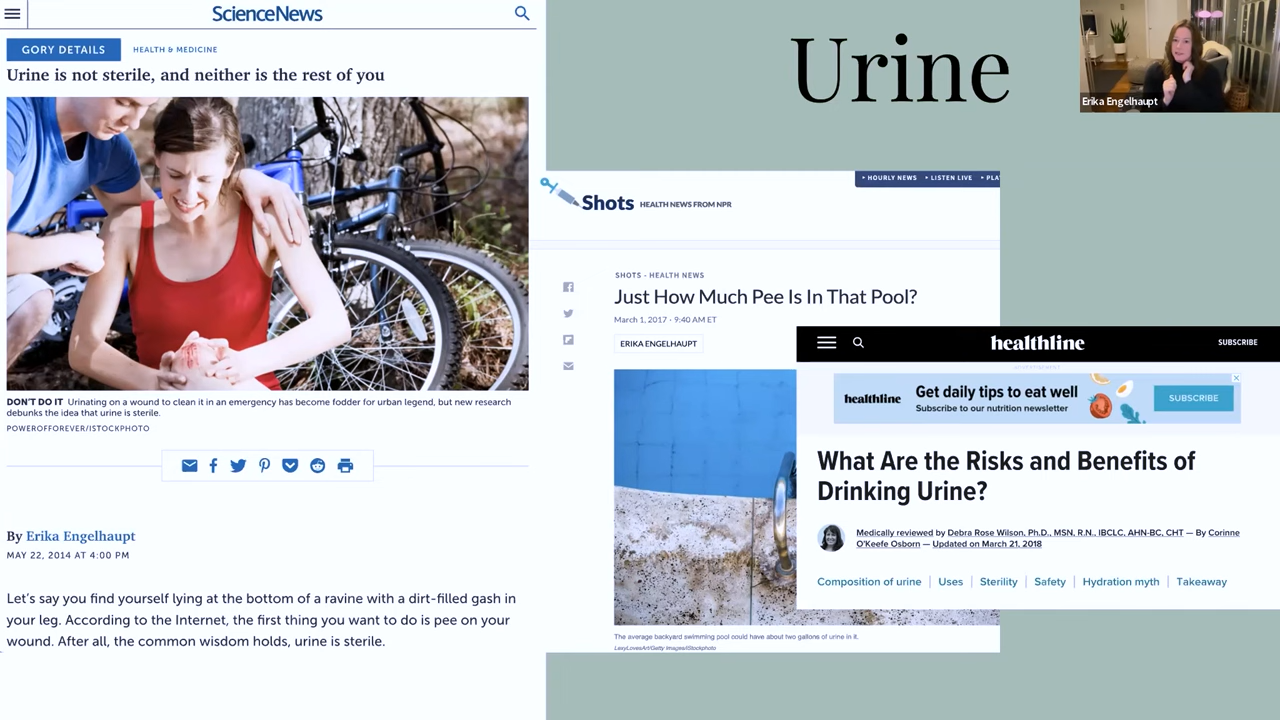 ScienceNews
GORY DETAILS
HEALTH & MEDICINE
Urine is not sterile, and neither is the rest of you
DON'T DO IT Urinating on a wound to clean it in an emergency has become fodder for urban legend, but new research
debunks the idea that urine is sterile.
POWEROFFOREVER/ISTOCKPHOTO
By Erika Engelhaupt
MAY 22, 2014 AT 4:00 PM
Let's say you find yourself lying at the bottom of a ravine with a dirt-filled gash in
your leg. According to the Internet, the first thing you want to do is pee on your
wound. After all, the common wisdom holds, urine is sterile.
Urine
Erika Engelhaupt
HOURLY NEWS LISTEN LIVE PLA
Shots HEALTH NEWS FROM NPR
SHOTS - HEALTH NEWS
Just How Much Pee Is In That Pool?
March 1, 2017 · 9:40 AM ET
ERIKA ENGELHAUPT
The average backyard swimming pool could have about two gallons of urine in it.
LexyLovesArt/Getty Images/iStockphoto
healthline
SUBSCRIBE
ADVERTISEMENT
healthline
Get daily tips to eat well
Subscribe to our nutrition newsletter
SUBSCRIBE
What Are the Risks and Benefits of
Drinking Urine?
Medically reviewed by Debra Rose Wilson, Ph.D., MSN, R.N., IBCLC, AHN-BC, CHT — By Corinne
O'Keefe Osborn — Updated on March 21, 2018
Composition of urine | Uses | Sterility | Safety | Hydration myth | Takeaway